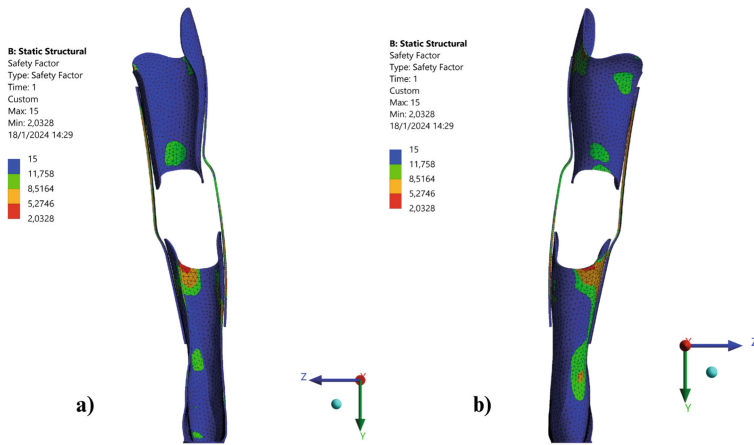 B: Static Structural
Safety Factor
Type: Safety Factor
Time: 1
Custom
Max: 15
Min: 2,0328
18/1/2024 14:29
15
11,758
8,5164
5,2746
2,0328
a)
Z
X
Y
B: Static Structural
Safety Factor
Type: Safety Factor
Time: 1
Custom
Max: 15
Min: 2,0328
18/1/2024 14:29
15
11,758
8,5164
5,2746
2,0328
b)
X
Z
Y